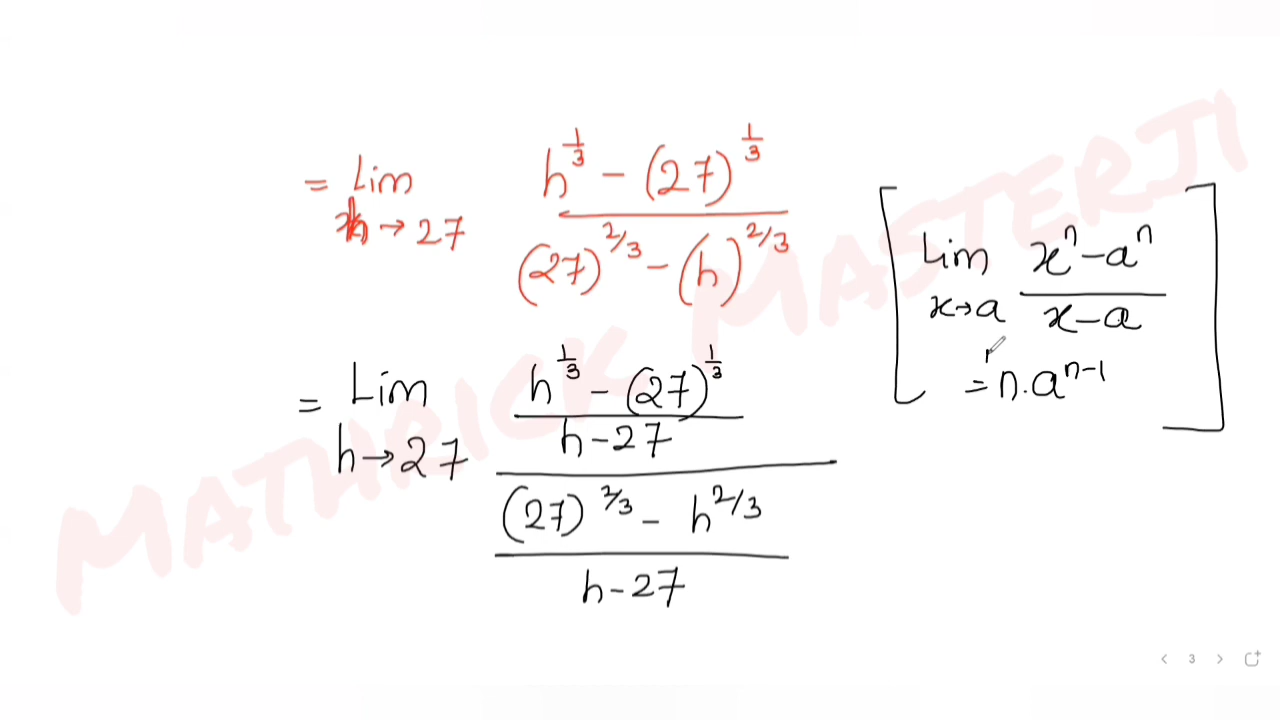 = Lim h→27 (h^{1/3} - (27)^{1/3}) / ((27)^{2/3} - (h)^{2/3})
= Lim h→27 ((h^{1/3} - (27)^{1/3}) / (h-27)) / (((27)^{2/3} - h^{2/3}) / (h-27))
[ Lim x→a (x^n - a^n) / (x-a)
= n.a^{n-1} ]
MATHRICK MASTERJI
< 3 >